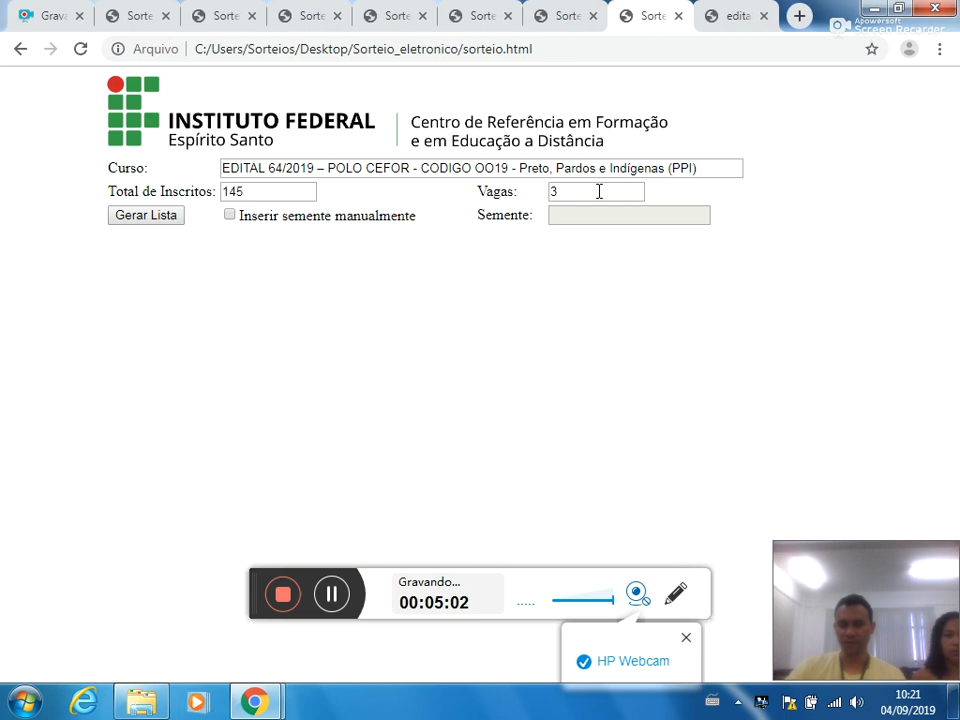 Grava
Sorte
Sorte
Sorte
Sorte
Sorte
Sorte
Sorte
edita
Apowersoft
Screen Recorder
Arquivo
C:/Users/Sorteios/Desktop/Sorteio_eletronico/sorteio.html
INSTITUTO FEDERAL
Espírito Santo
Centro de Referência em Formação
e em Educação a Distância
Curso: EDITAL 64/2019 – POLO CEFOR - CODIGO OO19 - Preto, Pardos e Indígenas (PPI)
Total de Inscritos: 145 Vagas: 3
Gerar Lista Inserir semente manualmente Semente:
Gravando...
00:05:02
HP Webcam
10:21
04/09/2019